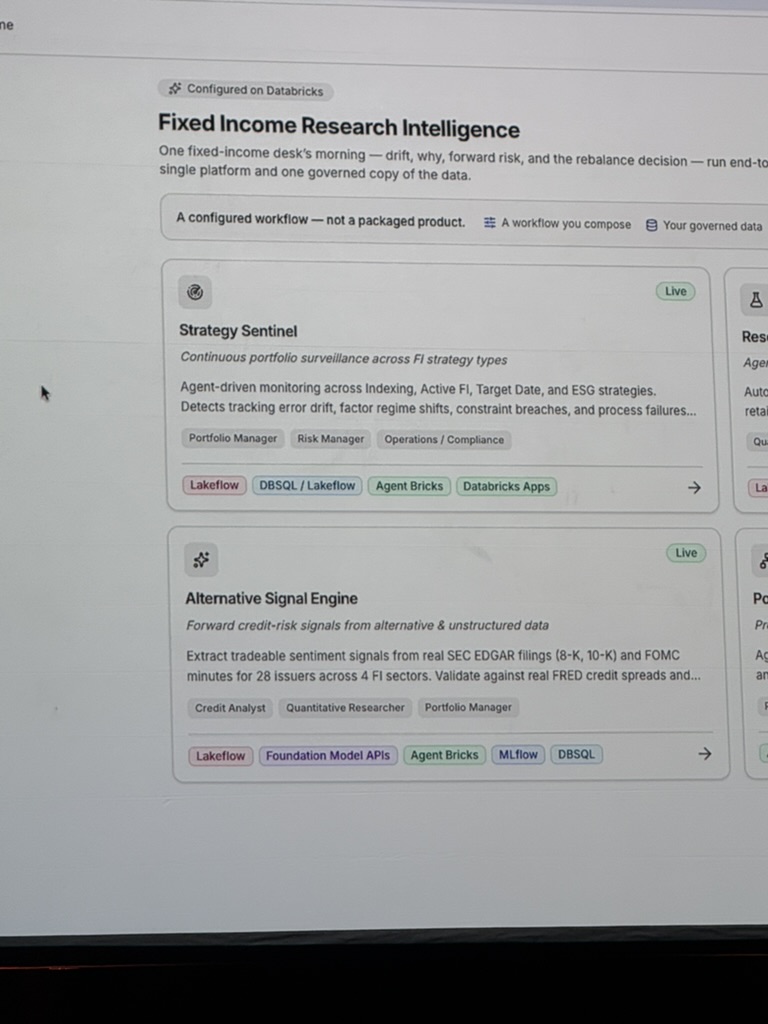 ne
Configured on Databricks
Fixed Income Research Intelligence
One fixed-income desk's morning — drift, why, forward risk, and the rebalance decision — run end-to
single platform and one governed copy of the data.
A configured workflow — not a packaged product. A workflow you compose Your governed data
Live
Strategy Sentinel
Continuous portfolio surveillance across FI strategy types
Agent-driven monitoring across Indexing, Active FI, Target Date, and ESG strategies.
Detects tracking error drift, factor regime shifts, constraint breaches, and process failures...
Portfolio Manager Risk Manager Operations / Compliance
Lakeflow DBSQL / Lakeflow Agent Bricks Databricks Apps
Res
Age
Auto
retai
Qu
La
Live
Alternative Signal Engine
Forward credit-risk signals from alternative & unstructured data
Extract tradeable sentiment signals from real SEC EDGAR filings (8-K, 10-K) and FOMC
minutes for 28 issuers across 4 FI sectors. Validate against real FRED credit spreads and...
Credit Analyst Quantitative Researcher Portfolio Manager
Lakeflow Foundation Model APIs Agent Bricks MLflow DBSQL
Po
Pr
Ag
an